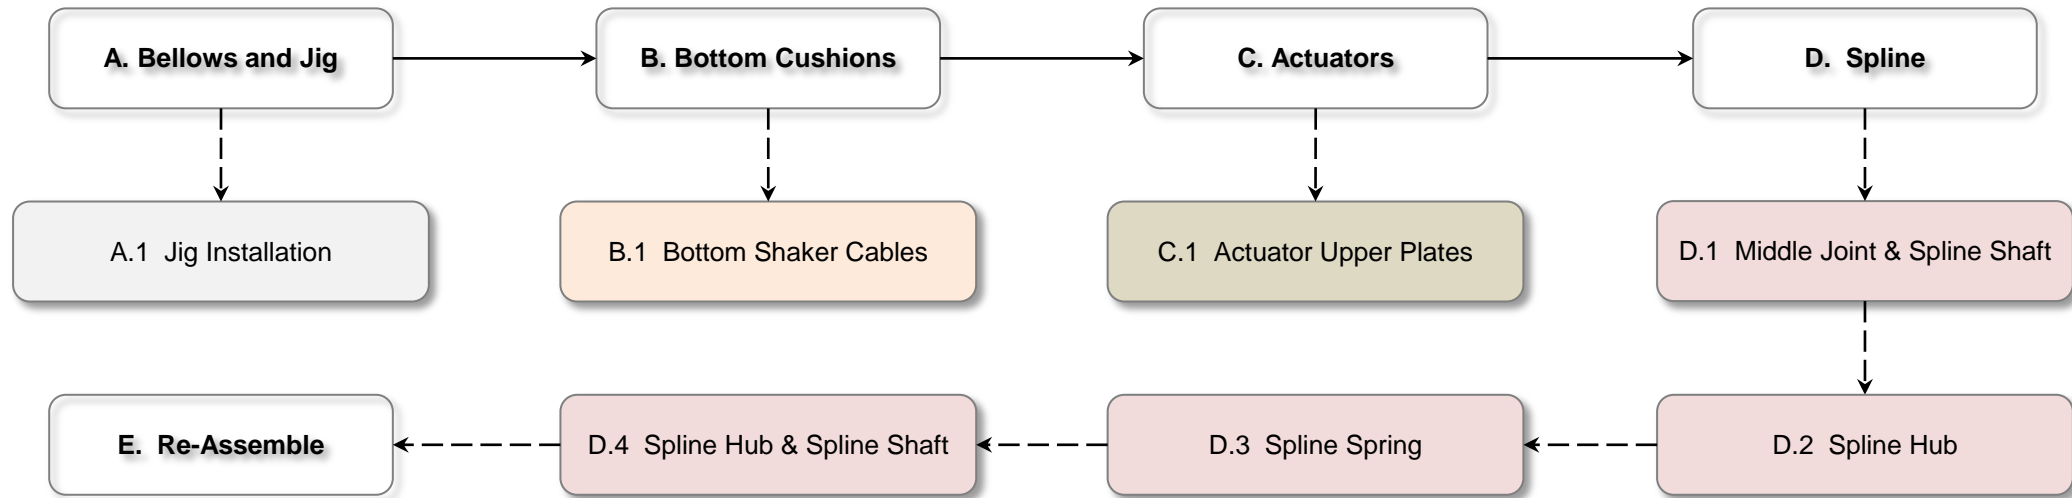 A. Bellows and Jig
B. Bottom Cushions
C. Actuators
D. Spline
A.1 Jig Installation
B.1 Bottom Shaker Cables
C.1 Actuator Upper Plates
D.1 Middle Joint & Spline Shaft
E. Re-Assemble
D.4 Spline Hub & Spline Shaft
D.3 Spline Spring
D.2 Spline Hub